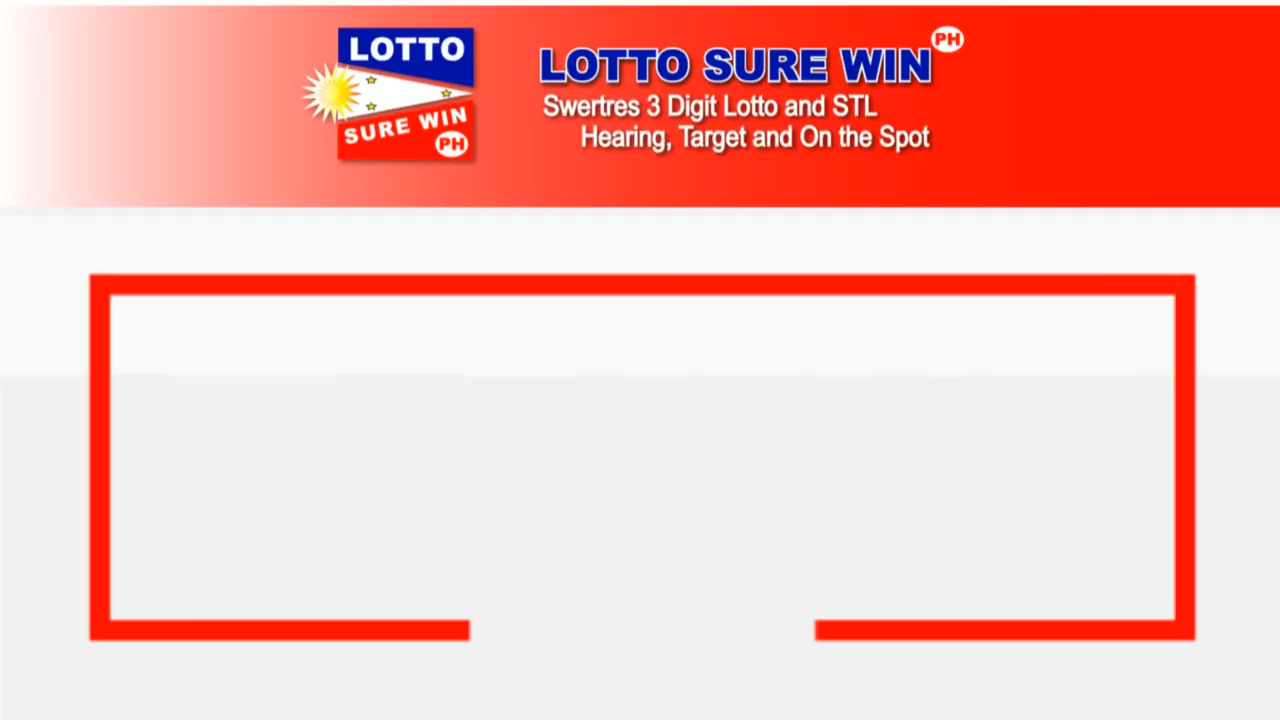 LOTTO
SURE WIN
PH
LOTTO SURE WIN PH
Swertres 3 Digit Lotto and STL
Hearing, Target and On the Spot